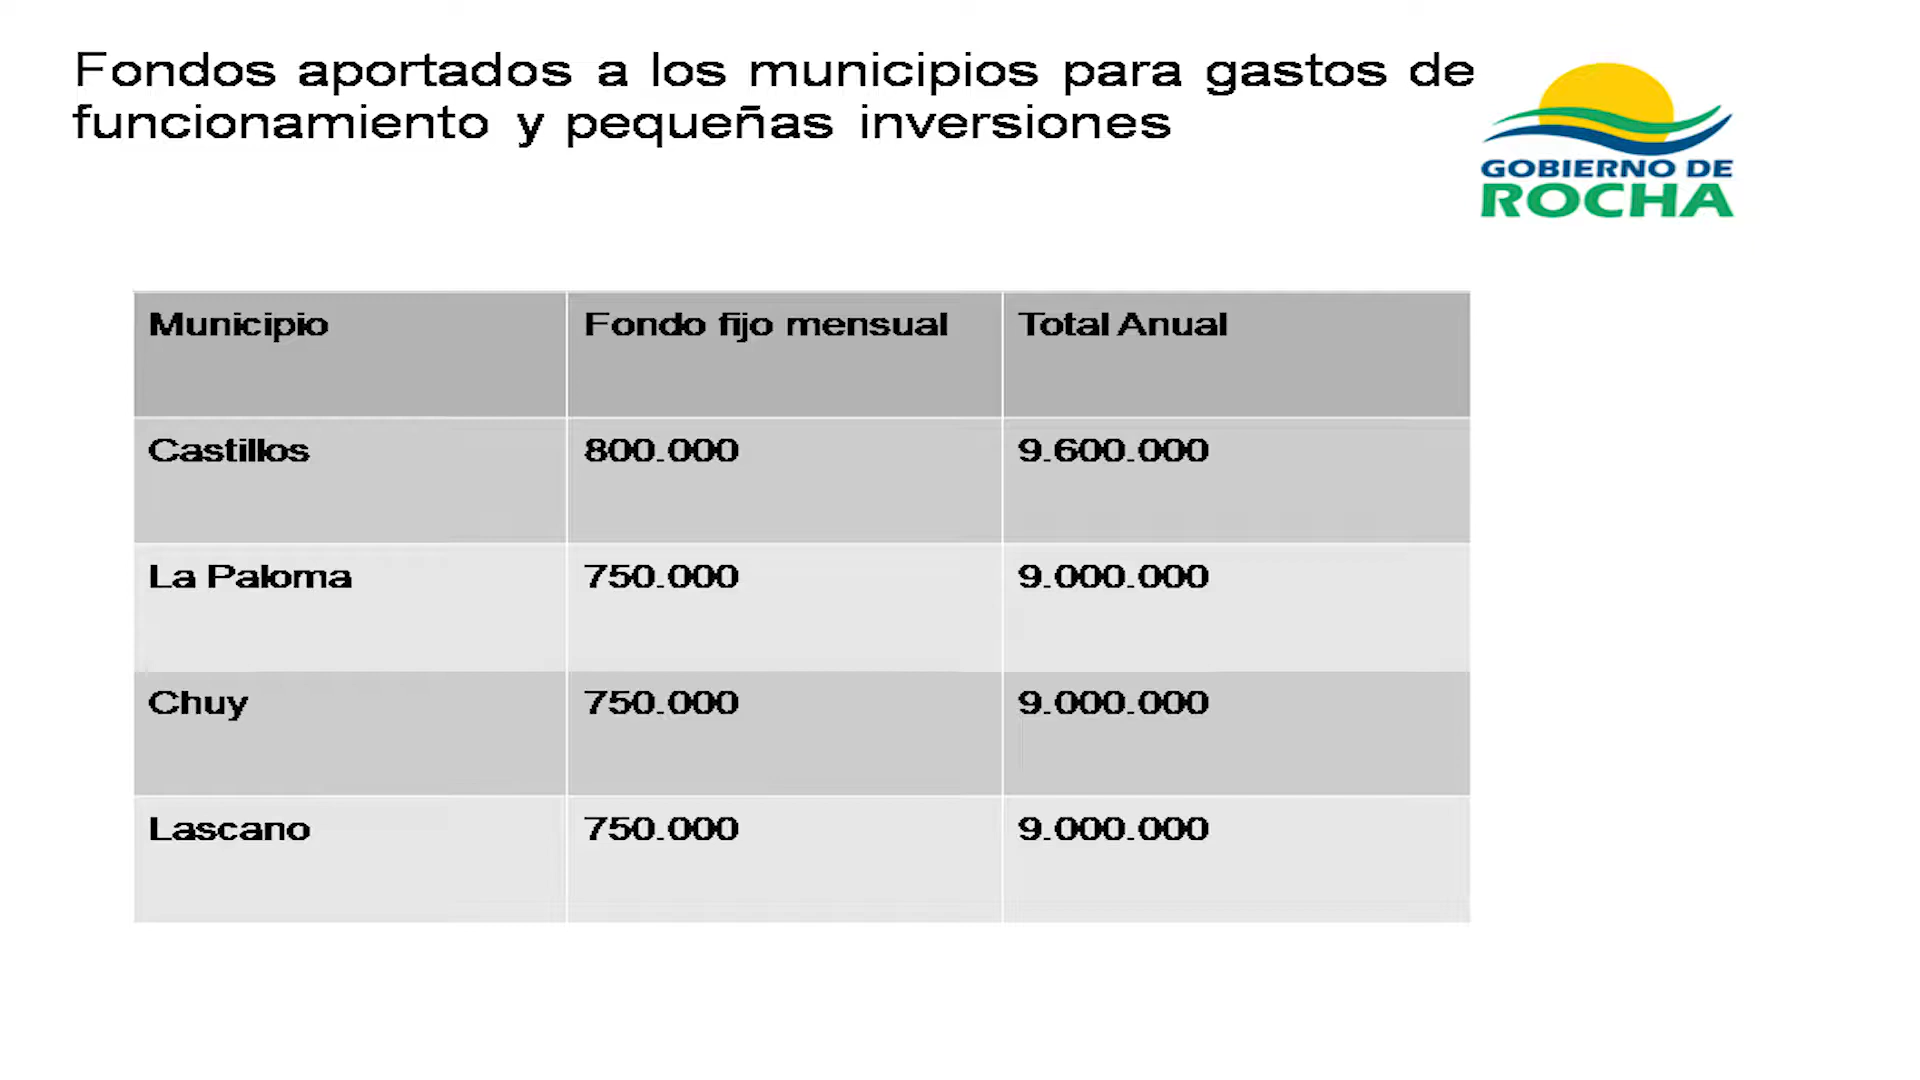 Fondos aportados a los municipios para gastos de
funcionamiento y pequeñas inversiones
GOBIERNO DE
ROCHA
Municipio Fondo fijo mensual Total Anual
Castillos 800.000 9.600.000
La Paloma 750.000 9.000.000
Chuy 750.000 9.000.000
Lascano 750.000 9.000.000